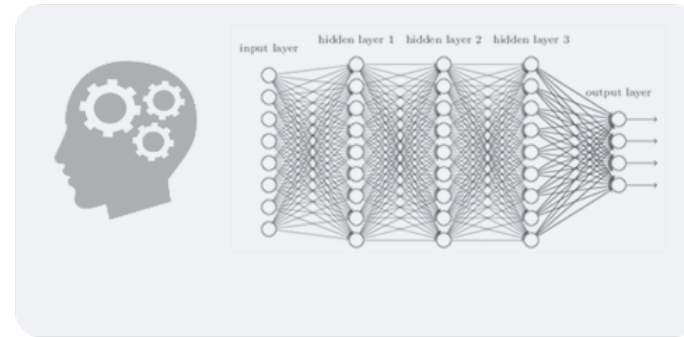 input layer
hidden layer 1
hidden layer 2
hidden layer 3
output layer